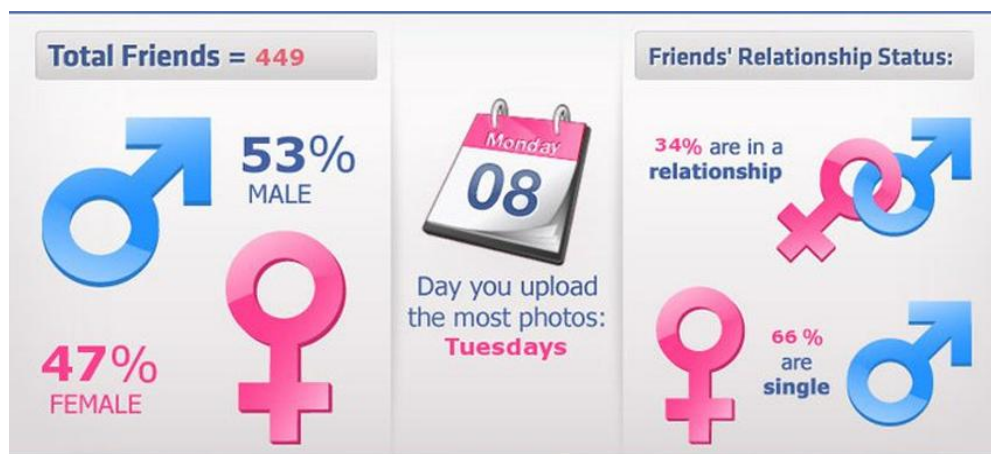 Total Friends = 449
53%
MALE
47%
FEMALE
Monday
08
Day you upload
the most photos:
Tuesdays
Friends' Relationship Status:
34% are in a
relationship
66 %
are
single